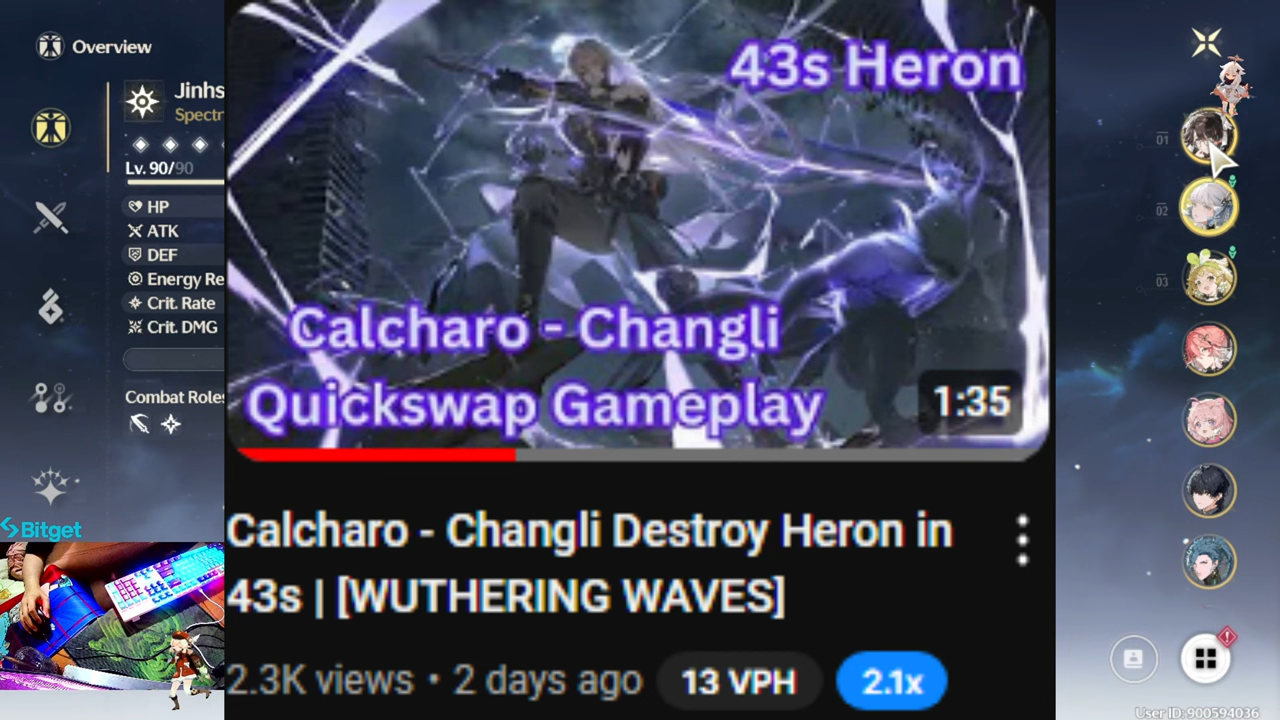 Overview
Jinhs
Spectr
Lv. 90/90
HP
ATK
DEF
Energy Re
Crit. Rate
Crit. DMG
Combat Roles
Bitget
43s Heron
Calcharo - Changli
Quickswap Gameplay
1:35
Calcharo - Changli Destroy Heron in
43s | [WUTHERING WAVES]
2.3K views • 2 days ago
13 VPH
2.1x
01
02
03
User ID:900594036